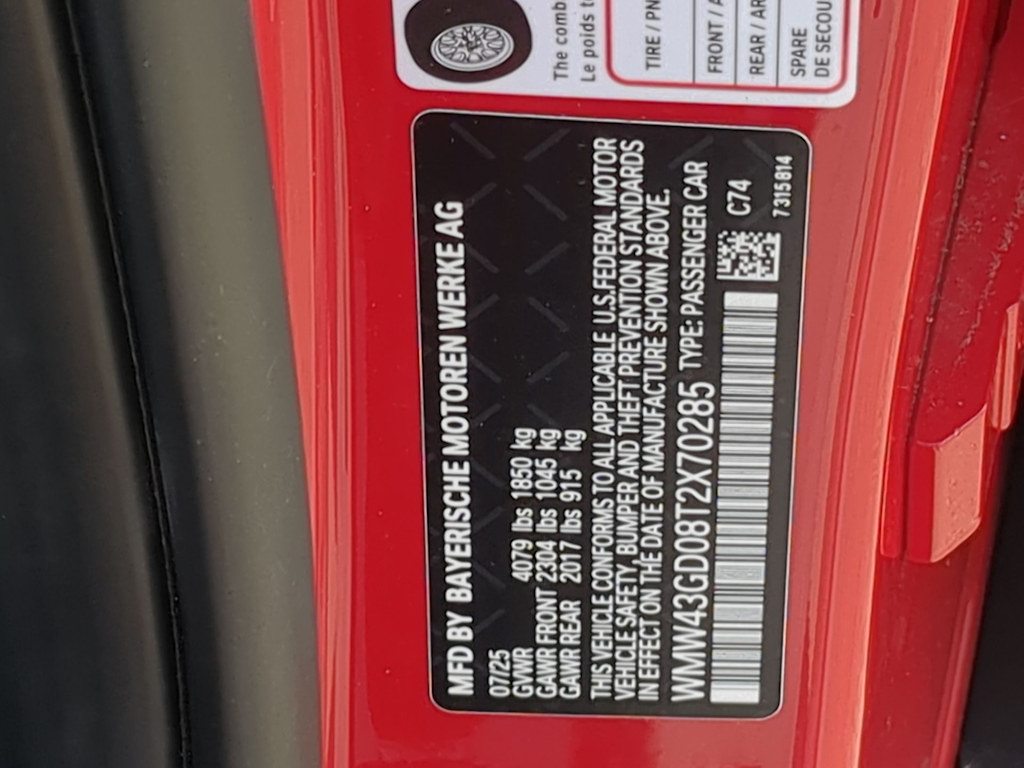 MFD BY BAYERISCHE MOTOREN WERKE AG
07/25
GVWR 4079 lbs 1850 kg
GAWR FRONT 2304 lbs 1045 kg
GAWR REAR 2017 lbs 915 kg
THIS VEHICLE CONFORMS TO ALL APPLICABLE U.S.FEDERAL MOTOR
VEHICLE SAFETY, BUMPER AND THEFT PREVENTION STANDARDS
IN EFFECT ON THE DATE OF MANUFACTURE SHOWN ABOVE.
WMW43GD08T2X70285 TYPE: PASSENGER CAR
C74
7315814
The comb
Le poids t
TIRE / PN
FRONT / A
REAR / AR
SPARE
DE SECOU